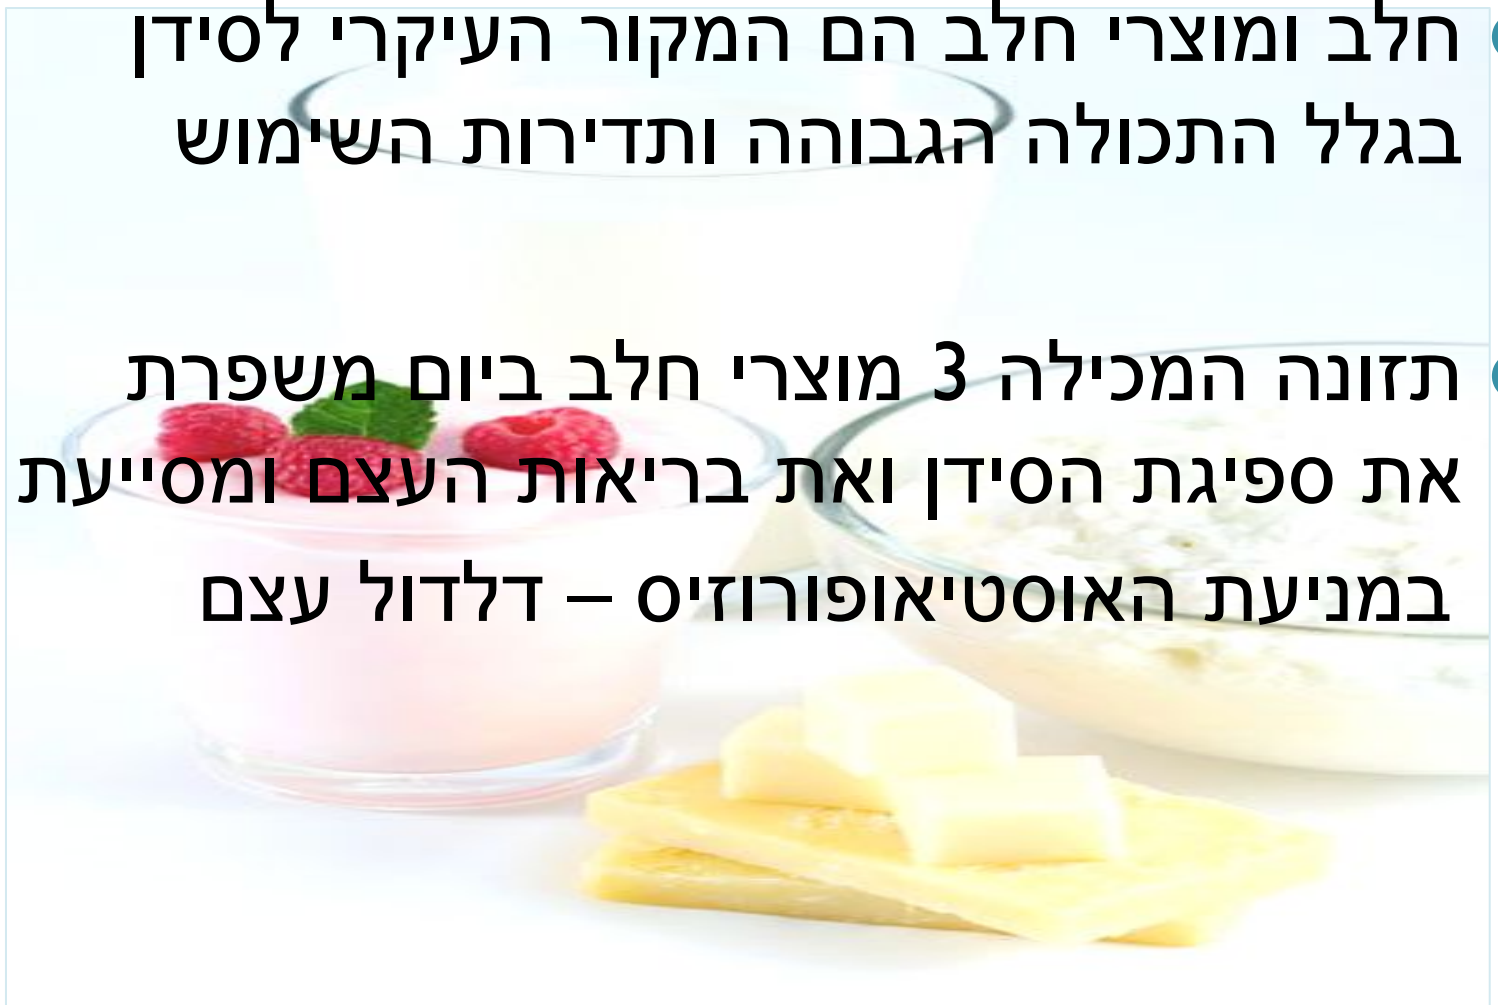 • חלב ומוצרי חלב הם המקור העיקרי לסידן
בגלל התכולה הגבוהה ותדירות השימוש
• תזונה המכילה 3 מוצרי חלב ביום משפרת
את ספיגת הסידן ואת בריאות העצם ומסייעת
במניעת האוסטיאופורוזיס – דלדול עצם